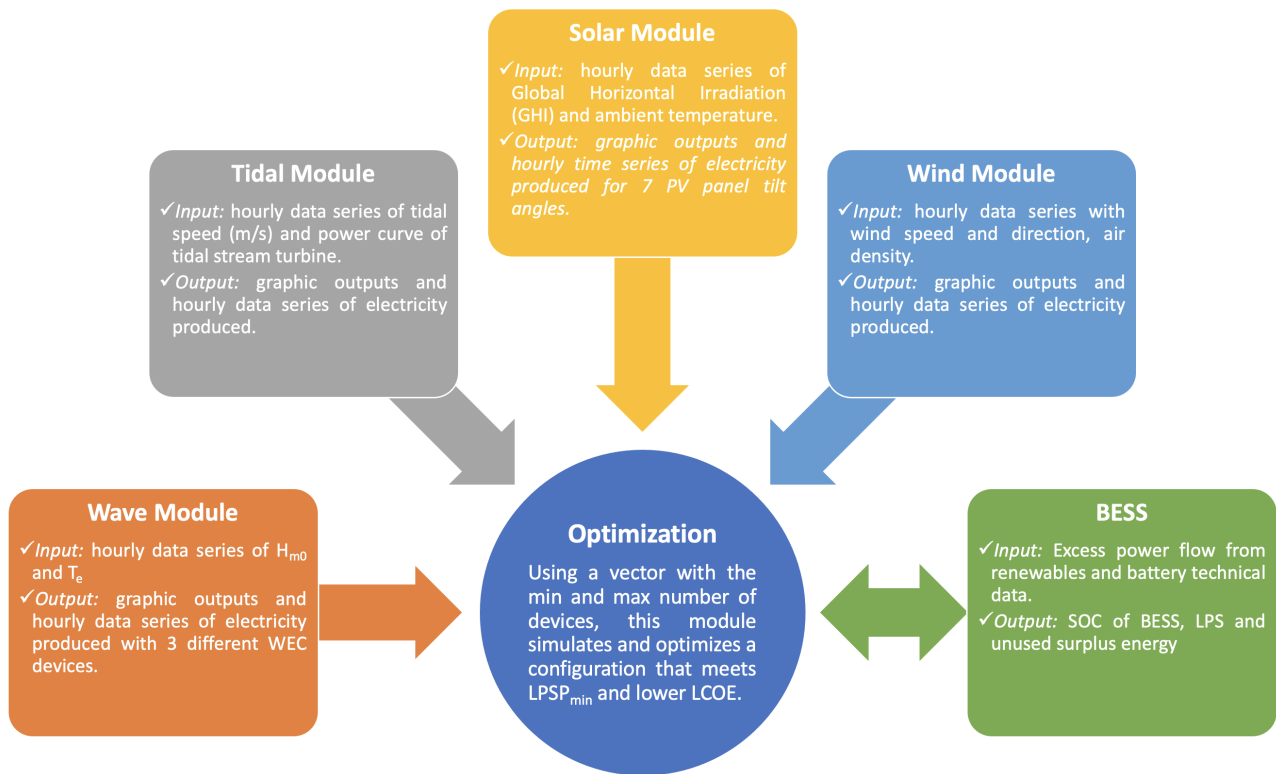 Solar Module
✓Input: hourly data series of
Global Horizontal Irradiation
(GHI) and ambient temperature.
✓Output: graphic outputs and
hourly time series of electricity
produced for 7 PV panel tilt
angles.
Tidal Module
✓Input: hourly data series of tidal
speed (m/s) and power curve of
tidal stream turbine.
✓Output: graphic outputs and
hourly data series of electricity
produced.
Wind Module
✓Input: hourly data series with
wind speed and direction, air
density.
✓Output: graphic outputs and
hourly data series of electricity
produced.
Wave Module
✓Input: hourly data series of Hm0
and Te
✓Output: graphic outputs and
hourly data series of electricity
produced with 3 different WEC
devices.
Optimization
Using a vector with the
min and max number of
devices, this module
simulates and optimizes a
configuration that meets
LPSPmin and lower LCOE.
BESS
✓Input: Excess power flow from
renewables and battery technical
data.
✓Output: SOC of BESS, LPS and
unused surplus energy